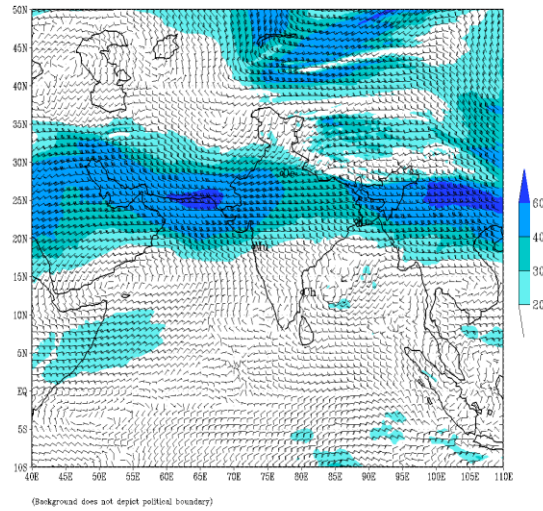 50N
45N
40N
35N
30N
25N
20N
15N
10N
5N
EQ
5S
10S
40E 45E 50E 55E 60E 65E 70E 75E 80E 85E 90E 95E 100E 105E 110E
60
40
30
20
Mu
Ch
(Background does not depict political boundary)